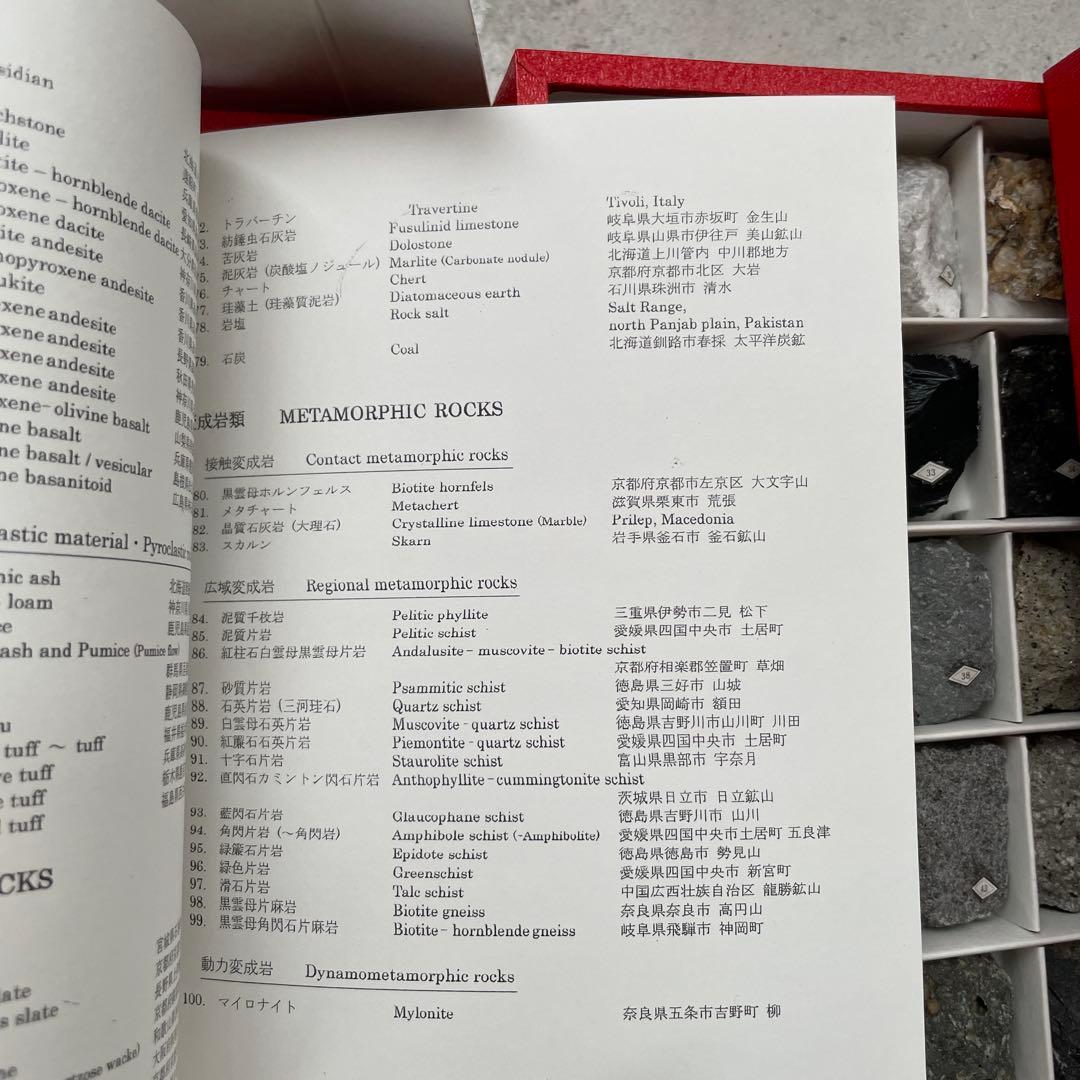 sidian
chstone
lite
tite – hornblende dacite
oxene – hornblende dacite
oxene dacite
ite andesite
nopyroxene andesite
ukite
exene andesite
xene andesite
xene andesite
xene andesite
xene– olivine basalt
ne basalt
ne basalt / vesicular
ne basanitoid
astic material・Pyroclastic
nic ash
loam
ce
ash and Pumice (Pumice flow)
u
tuff ～ tuff
ve tuff
e tuff
d tuff
CKS
late
s slate
rtzose wacke)
2. トラバーチン Travertine Tivoli, Italy
3. 紡錘虫石灰岩 Fusulinid limestone 岐阜県大垣市赤坂町 金生山
4. 苦灰岩 Dolostone 岐阜県山県市伊往戸 美山鉱山
5. 泥灰岩 (炭酸塩ノジュール) Marlite (Carbonate nodule) 北海道上川管内 中川郡地方
6. チャート Chert 京都府京都市北区 大岩
7. 珪藻土 (珪藻質泥岩) Diatomaceous earth 石川県珠洲市 清水
78. 岩塩 Rock salt Salt Range,
north Panjab plain, Pakistan
79. 石炭 Coal 北海道釧路市春採 太平洋炭鉱
成岩類 METAMORPHIC ROCKS
接触変成岩 Contact metamorphic rocks
80. 黒雲母ホルンフェルス Biotite hornfels 京都府京都市左京区 大文字山
81. メタチャート Metachert 滋賀県栗東市 荒張
82. 晶質石灰岩 (大理石) Crystalline limestone (Marble) Prilep, Macedonia
83. スカルン Skarn 岩手県釜石市 釜石鉱山
広域変成岩 Regional metamorphic rocks
84. 泥質千枚岩 Pelitic phyllite 三重県伊勢市二見 松下
85. 泥質片岩 Pelitic schist 愛媛県四国中央市 土居町
86. 紅柱石白雲母黒雲母片岩 Andalusite – muscovite – biotite schist
京都府相楽郡笠置町 草畑
87. 砂質片岩 Psammitic schist 徳島県三好市 山城
88. 石英片岩 (三河珪石) Quartz schist 愛知県岡崎市 額田
89. 白雲母石英片岩 Muscovite – quartz schist 徳島県吉野川市山川町 川田
90. 紅簾石石英片岩 Piemontite – quartz schist 愛媛県四国中央市 土居町
91. 十字石片岩 Staurolite schist 富山県黒部市 宇奈月
92. 直閃石カミントン閃石片岩 Anthophyllite – cummingtonite schist
茨城県日立市 日立鉱山
93. 藍閃石片岩 Glaucophane schist 徳島県吉野川市 山川
94. 角閃片岩 (～角閃岩) Amphibole schist (-Amphibolite) 愛媛県四国中央市土居町 五良津
95. 緑簾石片岩 Epidote schist 徳島県徳島市 勢見山
96. 緑色片岩 Greenschist 愛媛県四国中央市 新宮町
97. 滑石片岩 Talc schist 中国広西壮族自治区 龍勝鉱山
98. 黒雲母片麻岩 Biotite gneiss 奈良県奈良市 高円山
99. 黒雲母角閃石片麻岩 Biotite – hornblende gneiss 岐阜県飛騨市 神岡町
動力変成岩 Dynamometamorphic rocks
100. マイロナイト Mylonite 奈良県五条市吉野町 柳
33
38
43